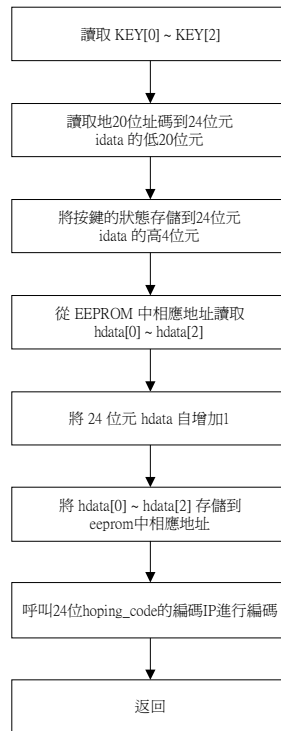 讀取 KEY[0] ~ KEY[2]
讀取地20位址碼到24位元
idata 的低20位元
將按鍵的狀態存儲到24位元
idata 的高4位元
從 EEPROM 中相應地址讀取
hdata[0] ~ hdata[2]
將 24 位元 hdata 自增加1
將 hdata[0] ~ hdata[2] 存儲到
eeprom中相應地址
呼叫24位hoping_code的編碼IP進行編碼
返回